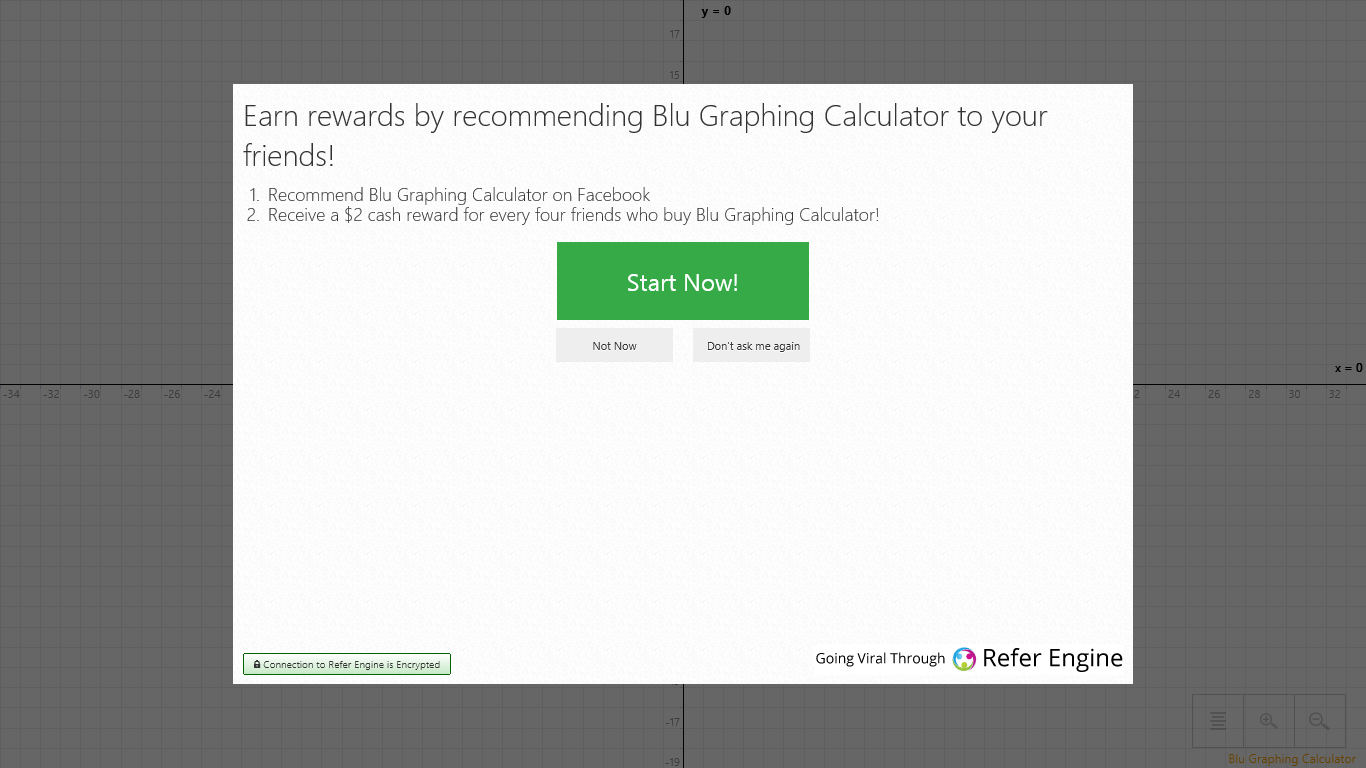 y = 0
17
15
Earn rewards by recommending Blu Graphing Calculator to your
friends!
1. Recommend Blu Graphing Calculator on Facebook
2. Receive a $2 cash reward for every four friends who buy Blu Graphing Calculator!
Start Now!
Not Now Don't ask me again
x = 0
-34 -32 -30 -28 -26 -24 2 24 26 28 30 32
Connection to Refer Engine is Encrypted
Going Viral Through Refer Engine
-17
-19
Blu Graphing Calculator